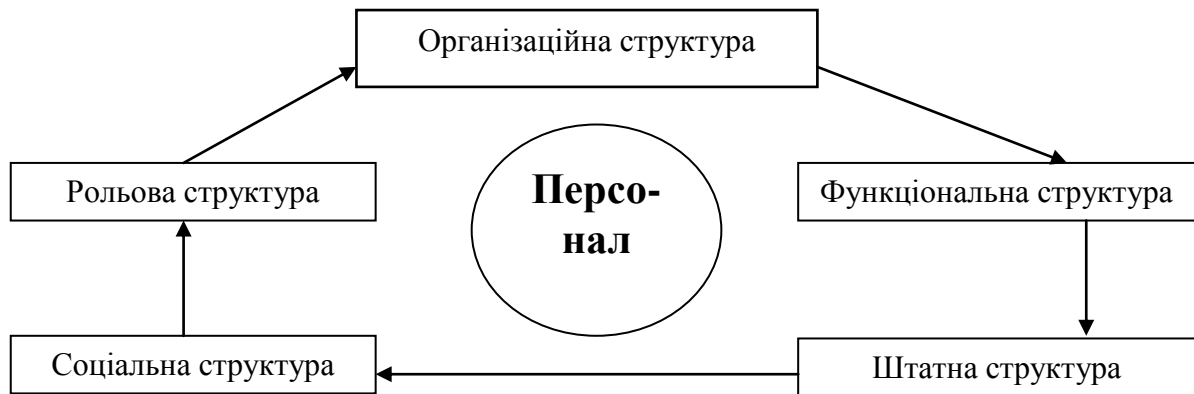 Організаційна структура
Рольова структура
Персо-
нал
Функціональна структура
Соціальна структура
Штатна структура